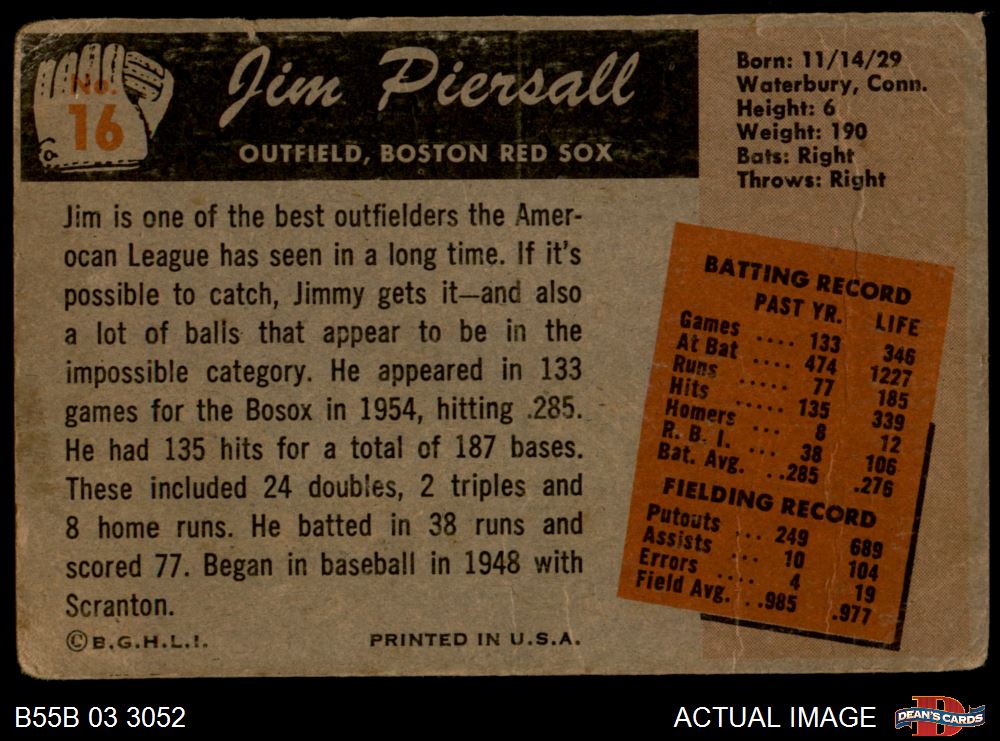 No.
16
Jim Piersall
OUTFIELD, BOSTON RED SOX
Born: 11/14/29
Waterbury, Conn.
Height: 6
Weight: 190
Bats: Right
Throws: Right
Jim is one of the best outfielders the Amer-
ocan League has seen in a long time. If it's
possible to catch, Jimmy gets it—and also
a lot of balls that appear to be in the
impossible category. He appeared in 133
games for the Bosox in 1954, hitting .285.
He had 135 hits for a total of 187 bases.
These included 24 doubles, 2 triples and
8 home runs. He batted in 38 runs and
scored 77. Began in baseball in 1948 with
Scranton.
© B.G.H.L.I. PRINTED IN U.S.A.
BATTING RECORD
PAST YR. LIFE
Games .... 133 346
At Bat .... 474 1227
Runs ..... 77 185
Hits ..... 135 339
Homers ... 8 12
R. B. I. ... 38 106
Bat. Avg. ..285 .276
FIELDING RECORD
Putouts ... 249 689
Assists ... 10 104
Errors .... 4 19
Field Avg. ..985 .977
B55B 03 3052
ACTUAL IMAGE
D
DEAN'S CARDS